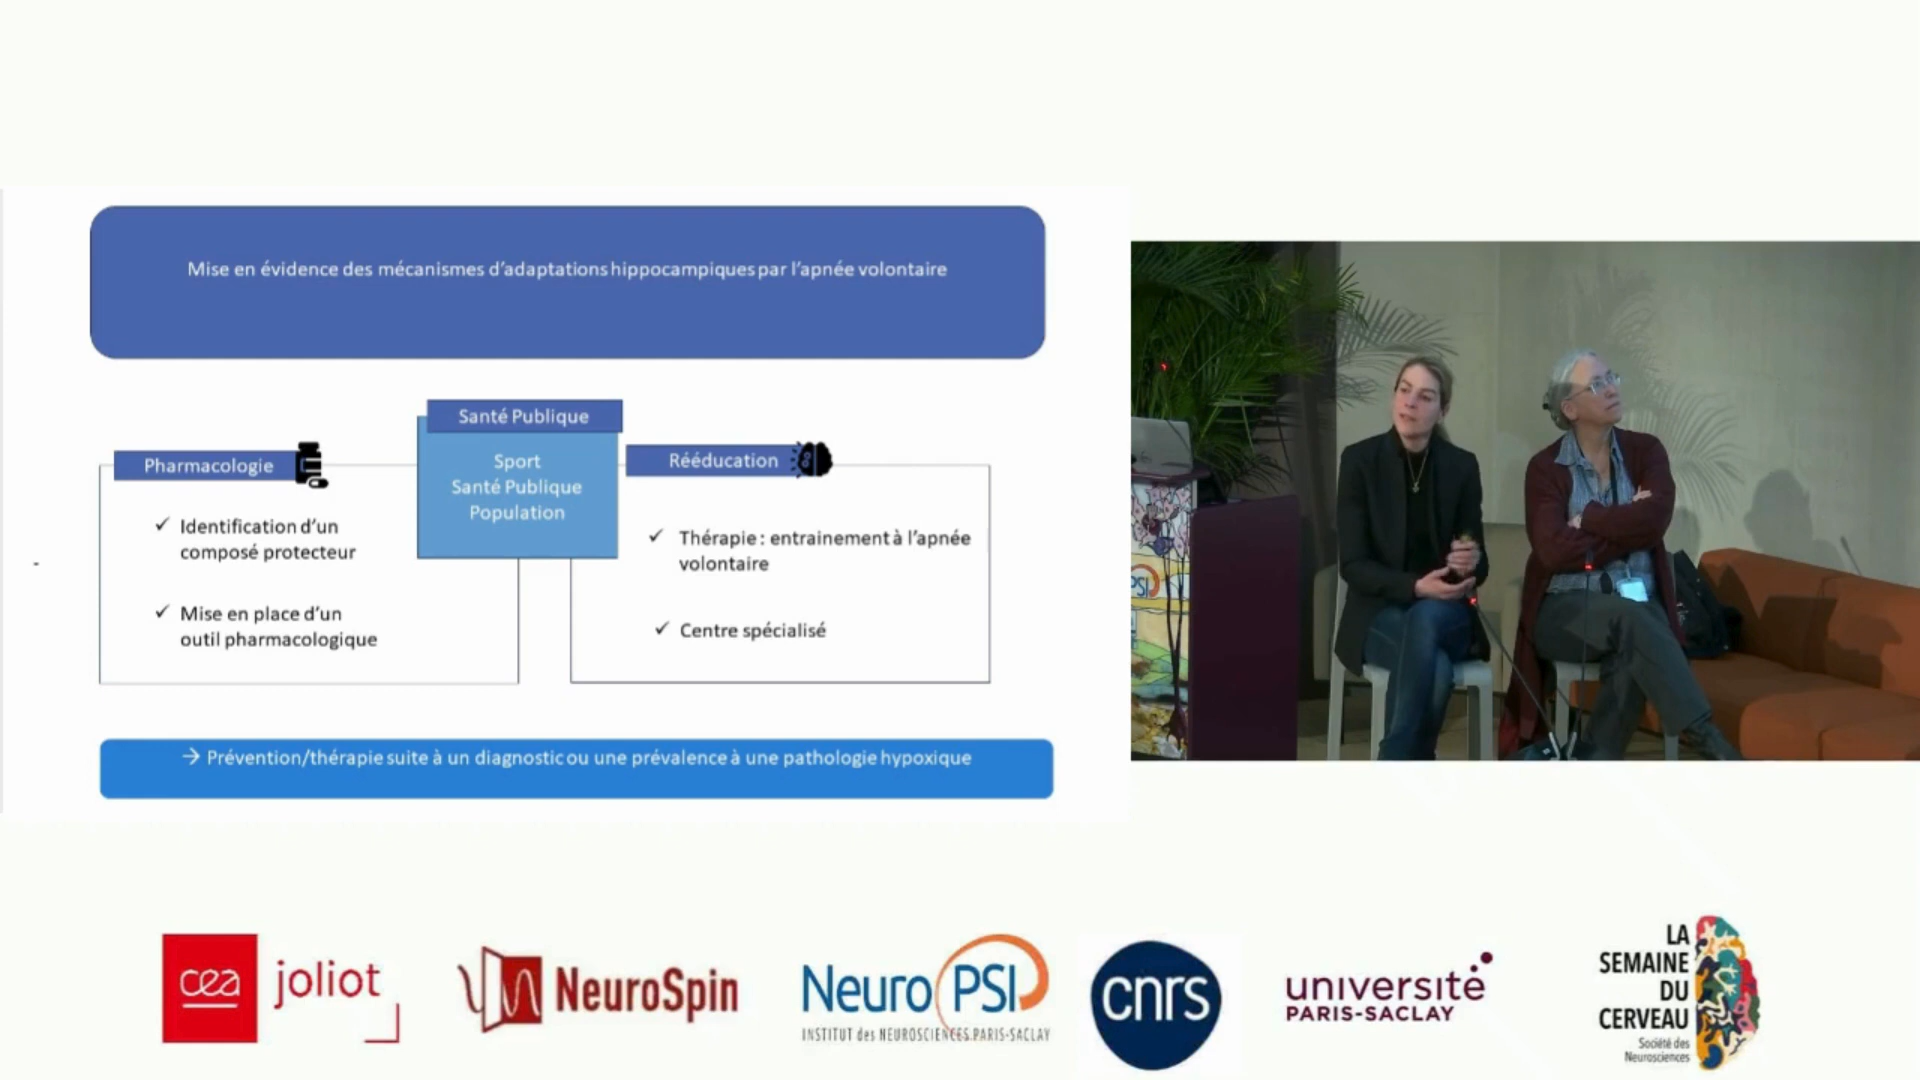 Mise en évidence des mécanismes d’adaptations hippocampiques par l’apnée volontaire
Santé Publique
Sport
Santé Publique
Population
Pharmacologie
✓ Identification d’un
composé protecteur
✓ Mise en place d’un
outil pharmacologique
Rééducation
✓ Thérapie : entrainement à l’apnée
volontaire
✓ Centre spécialisé
→ Prévention/thérapie suite à un diagnostic ou une prévalence à une pathologie hypoxique
PSI
cea joliot
NeuroSpin
NeuroPSI
INSTITUT des NEUROSCIENCES PARIS-SACLAY
cnrs
université
PARIS-SACLAY
LA
SEMAINE
DU
CERVEAU
Société des
Neurosciences